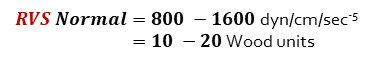 RVS Normal = 800 − 1600 dyn/cm/sec⁻⁵
= 10 − 20 Wood units